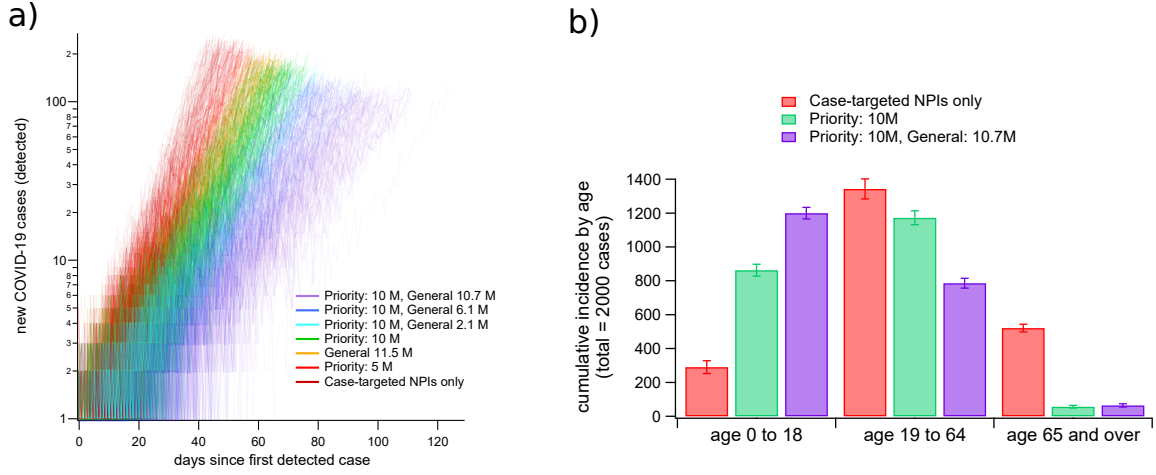 a)
new COVID-19 cases (detected)
2
100
8
7
6
5
4
3
2
10
8
7
6
5
4
3
2
1
0 20 40 60 80 100 120
days since first detected case
Priority: 10 M, General 10.7 M
Priority: 10 M, General 6.1 M
Priority: 10 M, General 2.1 M
Priority: 10 M
General 11.5 M
Priority: 5 M
Case-targeted NPIs only
b)
Case-targeted NPIs only
Priority: 10M
Priority: 10M, General: 10.7M
cumulative incidence by age
(total = 2000 cases)
1400
1200
1000
800
600
400
200
0
age 0 to 18 age 19 to 64 age 65 and over